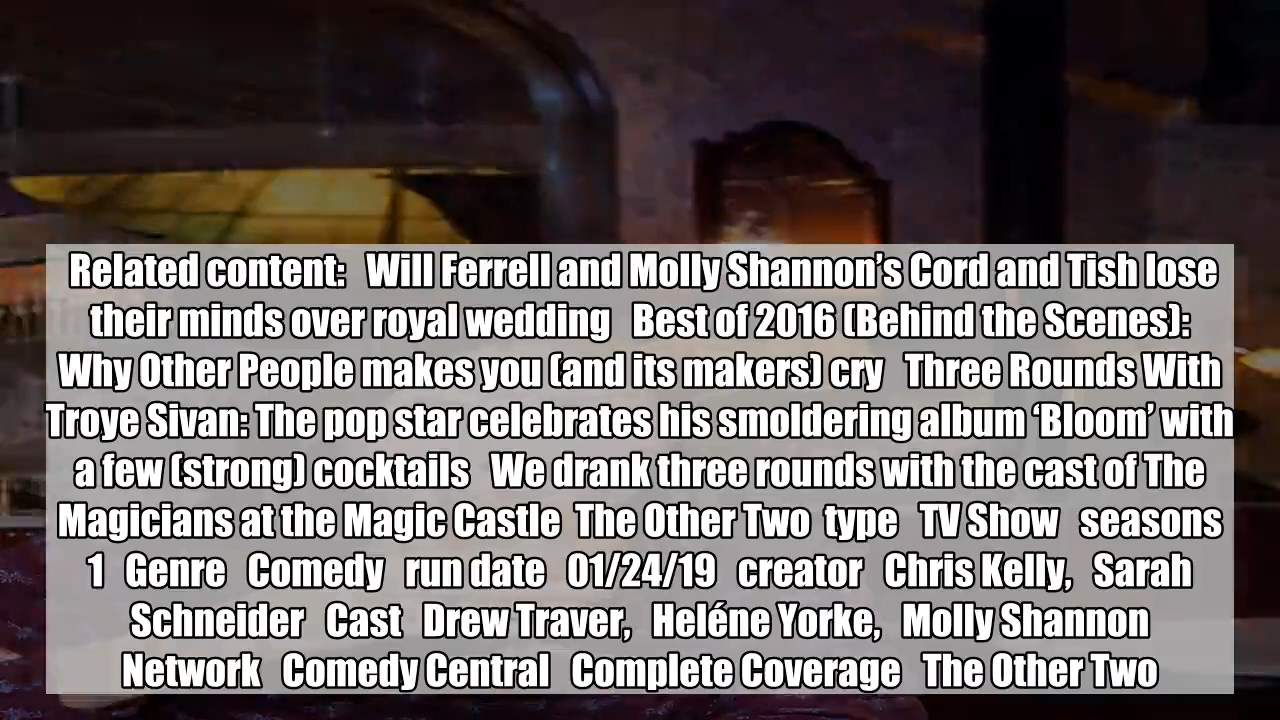 Related content: Will Ferrell and Molly Shannon’s Cord and Tish lose
their minds over royal wedding Best of 2016 (Behind the Scenes):
Why Other People makes you (and its makers) cry Three Rounds With
Troye Sivan: The pop star celebrates his smoldering album ‘Bloom’ with
a few (strong) cocktails We drank three rounds with the cast of The
Magicians at the Magic Castle The Other Two type TV Show seasons
1 Genre Comedy run date 01/24/19 creator Chris Kelly, Sarah
Schneider Cast Drew Traver, Heléne Yorke, Molly Shannon
Network Comedy Central Complete Coverage The Other Two